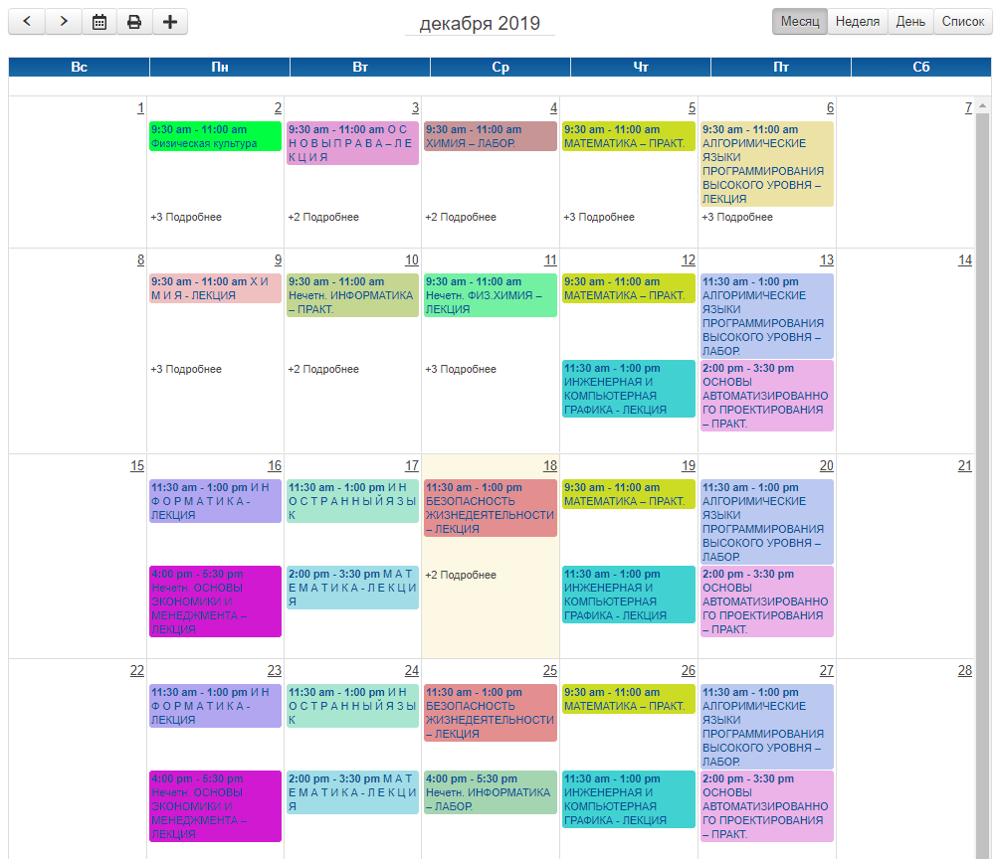 декабря 2019
Месяц Неделя День Список
Вс Пн Вт Ср Чт Пт Сб
1 2 3 4 5 6 7
9:30 am - 11:00 am
Физическая культура
9:30 am - 11:00 am О С
Н О В Ы П Р А В А – Л Е
К Ц И Я
9:30 am - 11:00 am
ХИМИЯ – ЛАБОР.
9:30 am - 11:00 am
МАТЕМАТИКА – ПРАКТ.
9:30 am - 11:00 am
АЛГОРИМИЧЕСКИЕ
ЯЗЫКИ
ПРОГРАММИРОВАНИЯ
ВЫСОКОГО УРОВНЯ –
ЛЕКЦИЯ
+3 Подробнее
+2 Подробнее
+2 Подробнее
+3 Подробнее
+3 Подробнее
8 9 10 11 12 13 14
9:30 am - 11:00 am Х И
М И Я - ЛЕКЦИЯ
9:30 am - 11:00 am
Нечетн. ИНФОРМАТИКА
– ПРАКТ.
9:30 am - 11:00 am
Нечетн. ФИЗ.ХИМИЯ –
ЛЕКЦИЯ
9:30 am - 11:00 am
МАТЕМАТИКА – ПРАКТ.
11:30 am - 1:00 pm
АЛГОРИМИЧЕСКИЕ
ЯЗЫКИ
ПРОГРАММИРОВАНИЯ
ВЫСОКОГО УРОВНЯ –
ЛАБОР.
+3 Подробнее
+2 Подробнее
+3 Подробнее
11:30 am - 1:00 pm
ИНЖЕНЕРНАЯ И
КОМПЬЮТЕРНАЯ
ГРАФИКА - ЛЕКЦИЯ
2:00 pm - 3:30 pm
ОСНОВЫ
АВТОМАТИЗИРОВАННО
ГО ПРОЕКТИРОВАНИЯ
– ПРАКТ.
15 16 17 18 19 20 21
11:30 am - 1:00 pm И Н
Ф О Р М А Т И К А -
ЛЕКЦИЯ
11:30 am - 1:00 pm И Н
О С Т Р А Н Н Ы Й Я З Ы
К
11:30 am - 1:00 pm
БЕЗОПАСНОСТЬ
ЖИЗНЕДЕЯТЕЛЬНОСТИ
– ЛЕКЦИЯ
9:30 am - 11:00 am
МАТЕМАТИКА – ПРАКТ.
11:30 am - 1:00 pm
АЛГОРИМИЧЕСКИЕ
ЯЗЫКИ
ПРОГРАММИРОВАНИЯ
ВЫСОКОГО УРОВНЯ –
ЛАБОР.
4:00 pm - 5:30 pm
Нечетн. ОСНОВЫ
ЭКОНОМИКИ И
МЕНЕДЖМЕНТА –
ЛЕКЦИЯ
2:00 pm - 3:30 pm М А Т
Е М А Т И К А - Л Е К Ц И
Я
+2 Подробнее
11:30 am - 1:00 pm
ИНЖЕНЕРНАЯ И
КОМПЬЮТЕРНАЯ
ГРАФИКА - ЛЕКЦИЯ
2:00 pm - 3:30 pm
ОСНОВЫ
АВТОМАТИЗИРОВАННО
ГО ПРОЕКТИРОВАНИЯ
– ПРАКТ.
22 23 24 25 26 27 28
11:30 am - 1:00 pm И Н
Ф О Р М А Т И К А -
ЛЕКЦИЯ
11:30 am - 1:00 pm И Н
О С Т Р А Н Н Ы Й Я З Ы
К
11:30 am - 1:00 pm
БЕЗОПАСНОСТЬ
ЖИЗНЕДЕЯТЕЛЬНОСТИ
– ЛЕКЦИЯ
9:30 am - 11:00 am
МАТЕМАТИКА – ПРАКТ.
11:30 am - 1:00 pm
АЛГОРИМИЧЕСКИЕ
ЯЗЫКИ
ПРОГРАММИРОВАНИЯ
ВЫСОКОГО УРОВНЯ –
ЛАБОР.
4:00 pm - 5:30 pm
Нечетн. ОСНОВЫ
ЭКОНОМИКИ И
МЕНЕДЖМЕНТА –
ЛЕКЦИЯ
2:00 pm - 3:30 pm М А Т
Е М А Т И К А - Л Е К Ц И
Я
4:00 pm - 5:30 pm
Нечетн. ИНФОРМАТИКА
– ЛАБОР.
11:30 am - 1:00 pm
ИНЖЕНЕРНАЯ И
КОМПЬЮТЕРНАЯ
ГРАФИКА - ЛЕКЦИЯ
2:00 pm - 3:30 pm
ОСНОВЫ
АВТОМАТИЗИРОВАННО
ГО ПРОЕКТИРОВАНИЯ
– ПРАКТ.